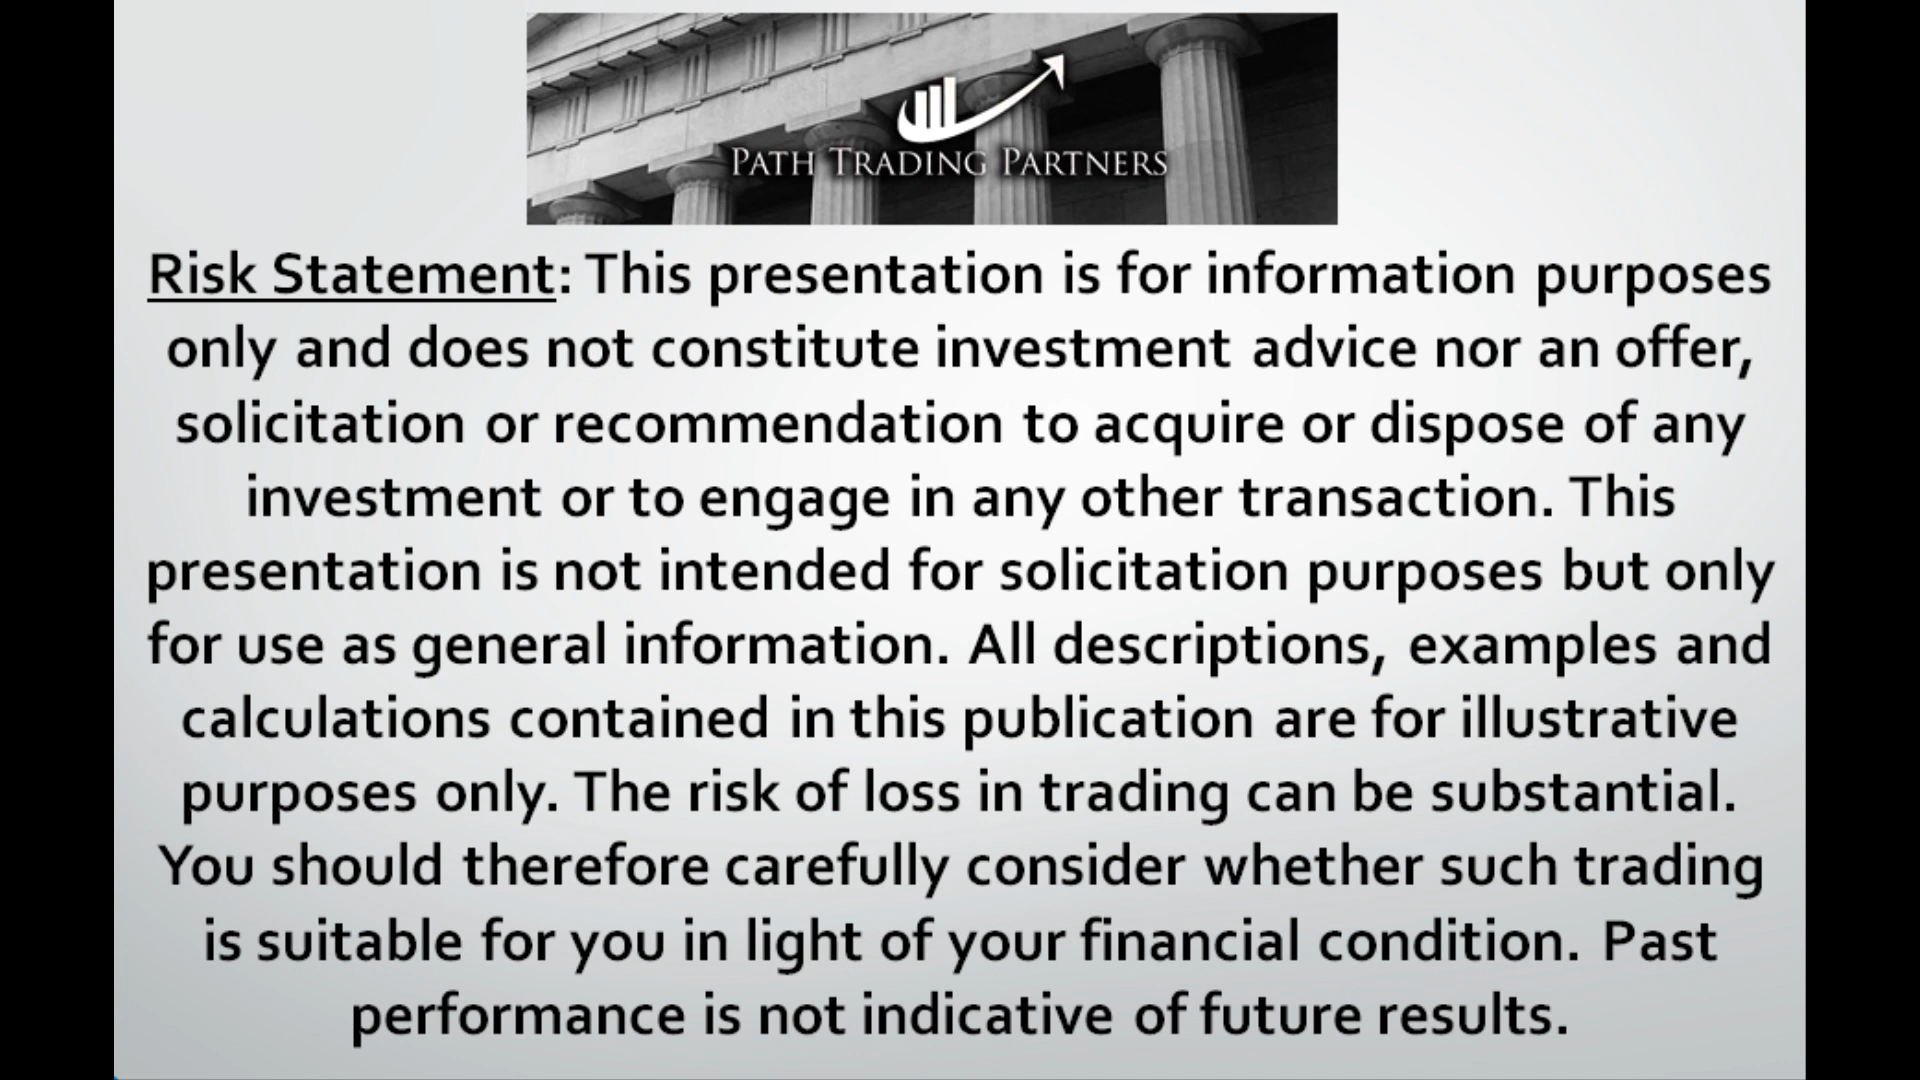 PATH TRADING PARTNERS
Risk Statement: This presentation is for information purposes
only and does not constitute investment advice nor an offer,
solicitation or recommendation to acquire or dispose of any
investment or to engage in any other transaction. This
presentation is not intended for solicitation purposes but only
for use as general information. All descriptions, examples and
calculations contained in this publication are for illustrative
purposes only. The risk of loss in trading can be substantial.
You should therefore carefully consider whether such trading
is suitable for you in light of your financial condition. Past
performance is not indicative of future results.